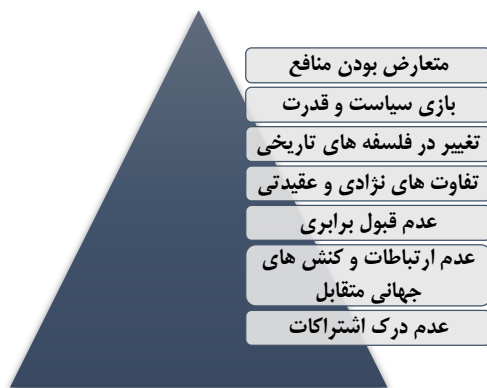 متعارض بودن منافع
بازی سیاست و قدرت
تغییر در فلسفه های تاریخی
تفاوت های نژادی و عقیدتی
عدم قبول برابری
عدم ارتباطات و کنش های
جهانی متقابل
عدم درک اشتراکات